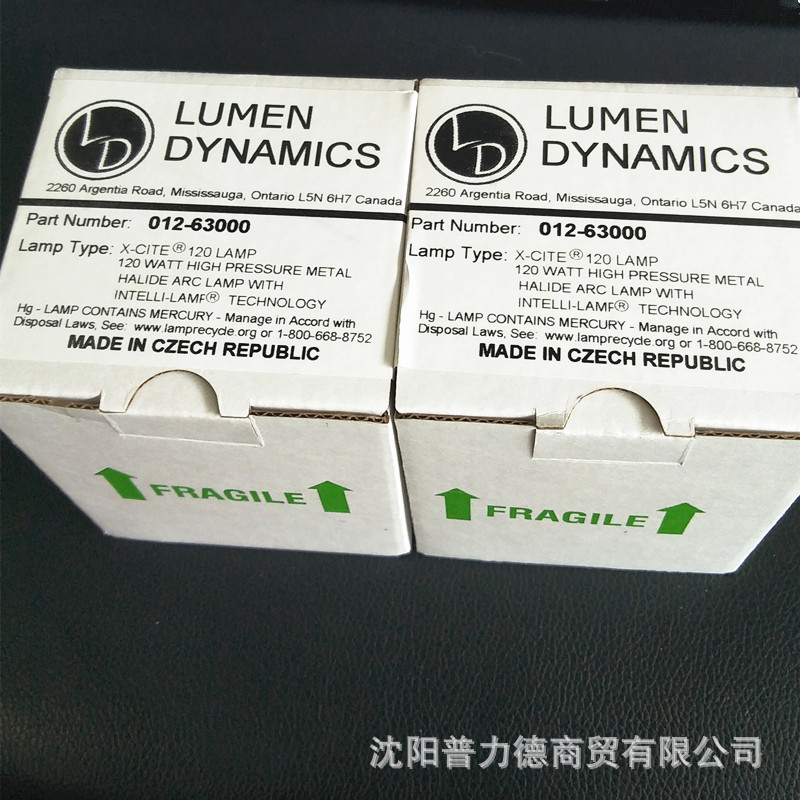 LD
LUMEN
DYNAMICS
2260 Argentia Road, Mississauga, Ontario L5N 6H7 Canada
Part Number: 012-63000
Lamp Type: X-CITE® 120 LAMP
120 WATT HIGH PRESSURE METAL
HALIDE ARC LAMP WITH
INTELLI-LAMP® TECHNOLOGY
Hg - LAMP CONTAINS MERCURY - Manage in Accord with
Disposal Laws, See: www.lamprecycle.org or 1-800-668-8752
MADE IN CZECH REPUBLIC
FRAGILE
LD
LUMEN
DYNAMICS
2260 Argentia Road, Mississauga, Ontario L5N 6H7 Canada
Part Number: 012-63000
Lamp Type: X-CITE® 120 LAMP
120 WATT HIGH PRESSURE METAL
HALIDE ARC LAMP WITH
INTELLI-LAMP® TECHNOLOGY
Hg - LAMP CONTAINS MERCURY - Manage in Accord with
Disposal Laws, See: www.lamprecycle.org or 1-800-668-8752
MADE IN CZECH REPUBLIC
FRAGILE
沈阳普力德商贸有限公司